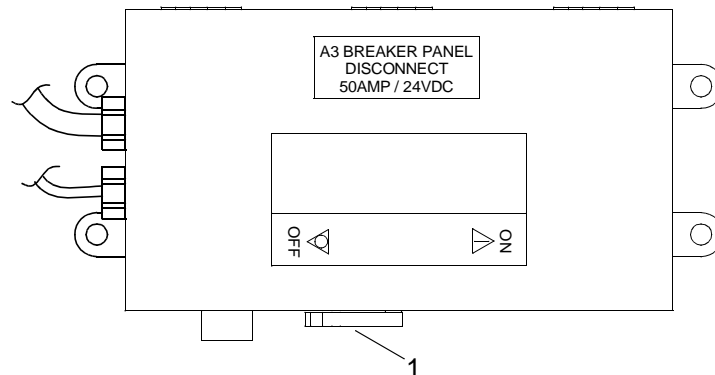 A3 BREAKER PANEL
DISCONNECT
50AMP / 24VDC
OFF
ON
1